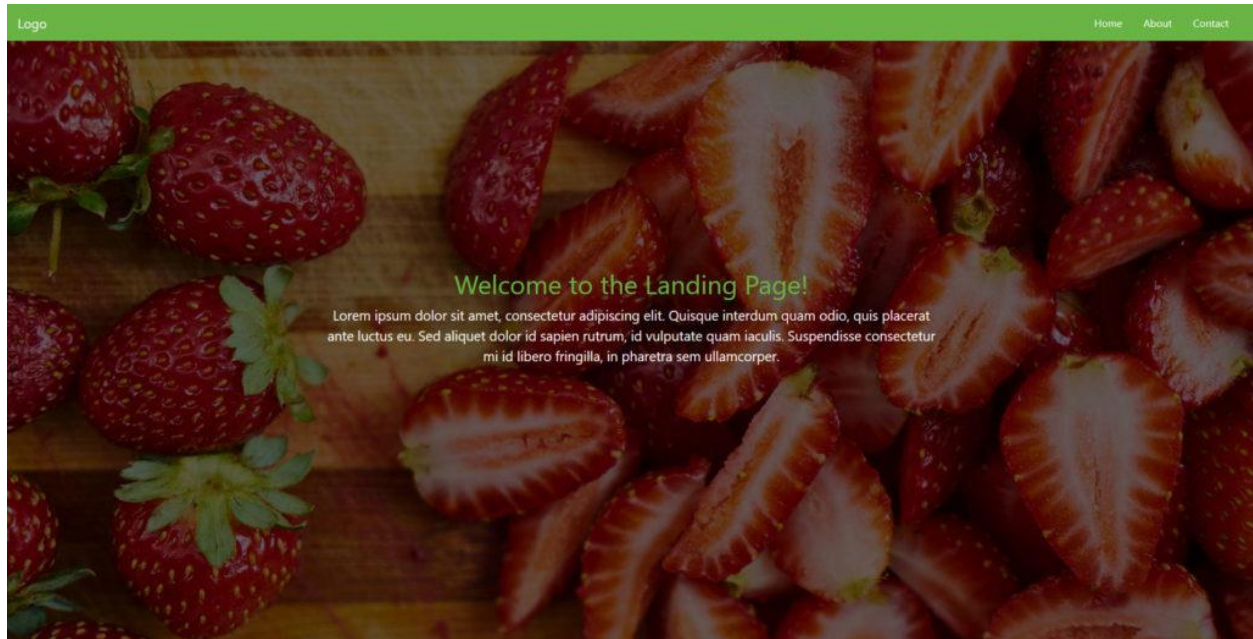 Logo
Home About Contact
Welcome to the Landing Page!
Lorem ipsum dolor sit amet, consectetur adipiscing elit. Quisque interdum quam odio, quis placerat
ante luctus eu. Sed aliquet dolor id sapien rutrum, id vulputate quam iaculis. Suspendisse consectetur
mi id libero fringilla, in pharetra sem ullamcorper.